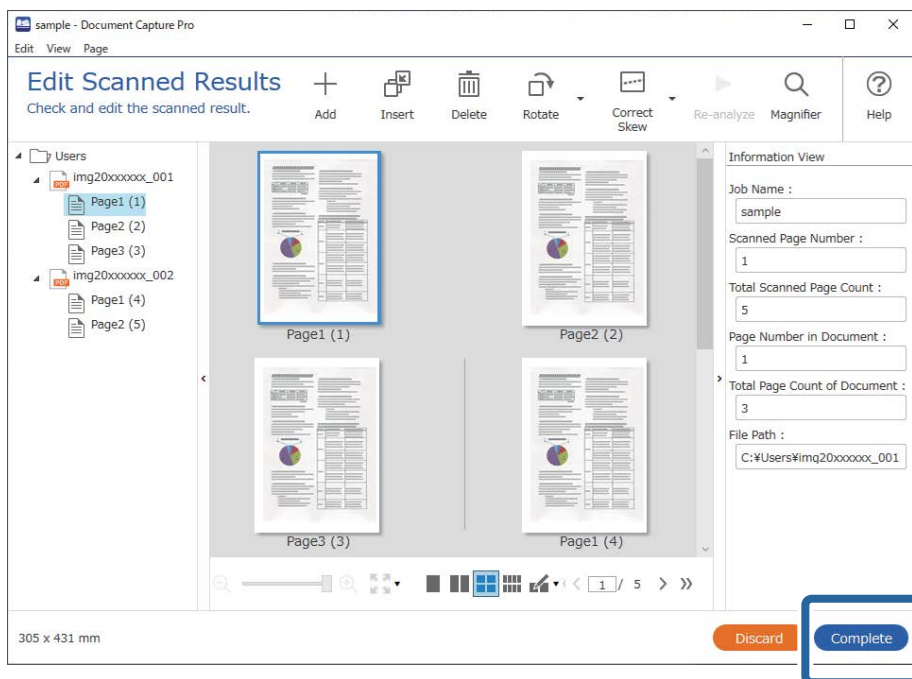 sample - Document Capture Pro
Edit View Page
Edit Scanned Results
Check and edit the scanned result.
Add
Insert
Delete
Rotate
Correct
Skew
Re-analyze
Magnifier
Help
Users
PDF
img20xxxxxx_001
Page1 (1)
Page2 (2)
Page3 (3)
PDF
img20xxxxxx_002
Page1 (4)
Page2 (5)
Page1 (1)
Page2 (2)
Page3 (3)
Page1 (4)
1 / 5
Information View
Job Name :
sample
Scanned Page Number :
1
Total Scanned Page Count :
5
Page Number in Document :
1
Total Page Count of Document :
3
File Path :
C:¥Users¥img20xxxxxx_001
305 x 431 mm
Discard
Complete